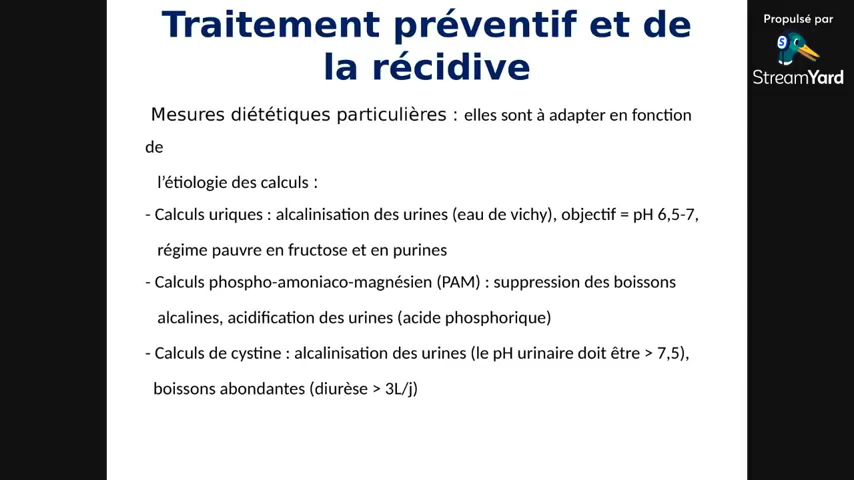 Traitement préventif et de
la récidive
Mesures diététiques particulières : elles sont à adapter en fonction
de
l’étiologie des calculs :
- Calculs uriques : alcalinisation des urines (eau de vichy), objectif = pH 6,5-7,
régime pauvre en fructose et en purines
- Calculs phospho-amoniaco-magnésien (PAM) : suppression des boissons
alcalines, acidification des urines (acide phosphorique)
- Calculs de cystine : alcalinisation des urines (le pH urinaire doit être > 7,5),
boissons abondantes (diurèse > 3L/j)
Propulsé par
S
StreamYard